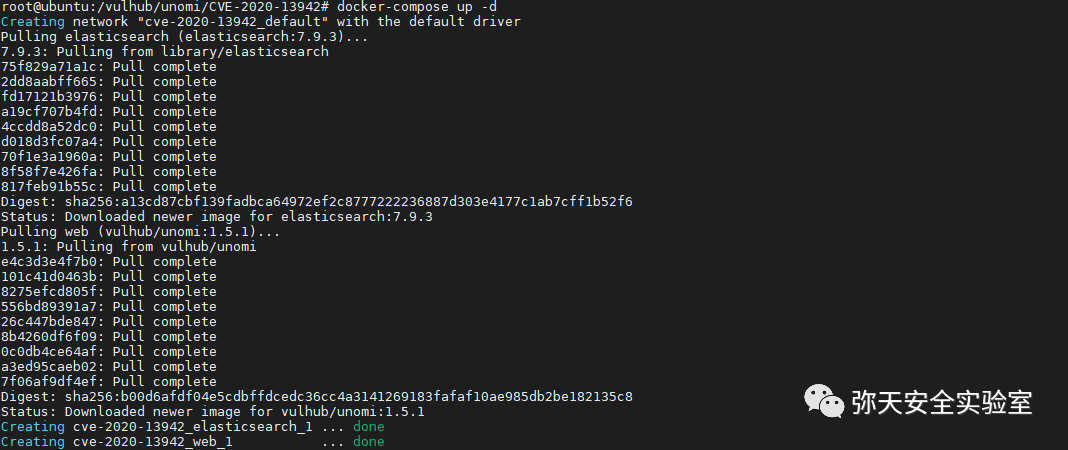 root@ubuntu:/vulhub/unomi/CVE-2020-13942# docker-compose up -d
Creating network "cve-2020-13942_default" with the default driver
Pulling elasticsearch (elasticsearch:7.9.3)...
7.9.3: Pulling from library/elasticsearch
75f829a71a1c: Pull complete
2dd8aabff665: Pull complete
fd17121b3976: Pull complete
a19cf707b4fd: Pull complete
4ccdd8a52dc0: Pull complete
d018d3fc07a4: Pull complete
70f1e3a1960a: Pull complete
8f58f7e426fa: Pull complete
817feb91b55c: Pull complete
Digest: sha256:a13cd87cbf139fadbca64972ef2c8777222236887d303e4177c1ab7cff1b52f6
Status: Downloaded newer image for elasticsearch:7.9.3
Pulling web (vulhub/unomi:1.5.1)...
1.5.1: Pulling from vulhub/unomi
e4c3d3e4f7b0: Pull complete
101c41d0463b: Pull complete
8275efcd805f: Pull complete
556bd89391a7: Pull complete
26c447bde847: Pull complete
8b4260df6f09: Pull complete
0c0db4ce64af: Pull complete
a3ed95caeb02: Pull complete
7f06af9df4ef: Pull complete
Digest: sha256:b00d6afdf04e5cdbffdcedc36cc4a3141269183fafaf10ae985db2be182135c8
Status: Downloaded newer image for vulhub/unomi:1.5.1
Creating cve-2020-13942_elasticsearch_1 ... done
Creating cve-2020-13942_web_1           ... done
弥天安全实验室